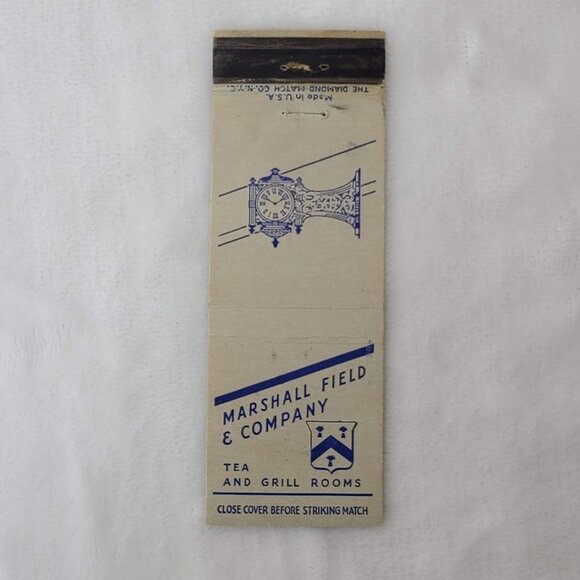 Made in U.S.A.
THE DIAMOND MATCH CO., N.Y.C.
MARSHALL FIELD
& COMPANY
TEA
AND GRILL ROOMS
CLOSE COVER BEFORE STRIKING MATCH